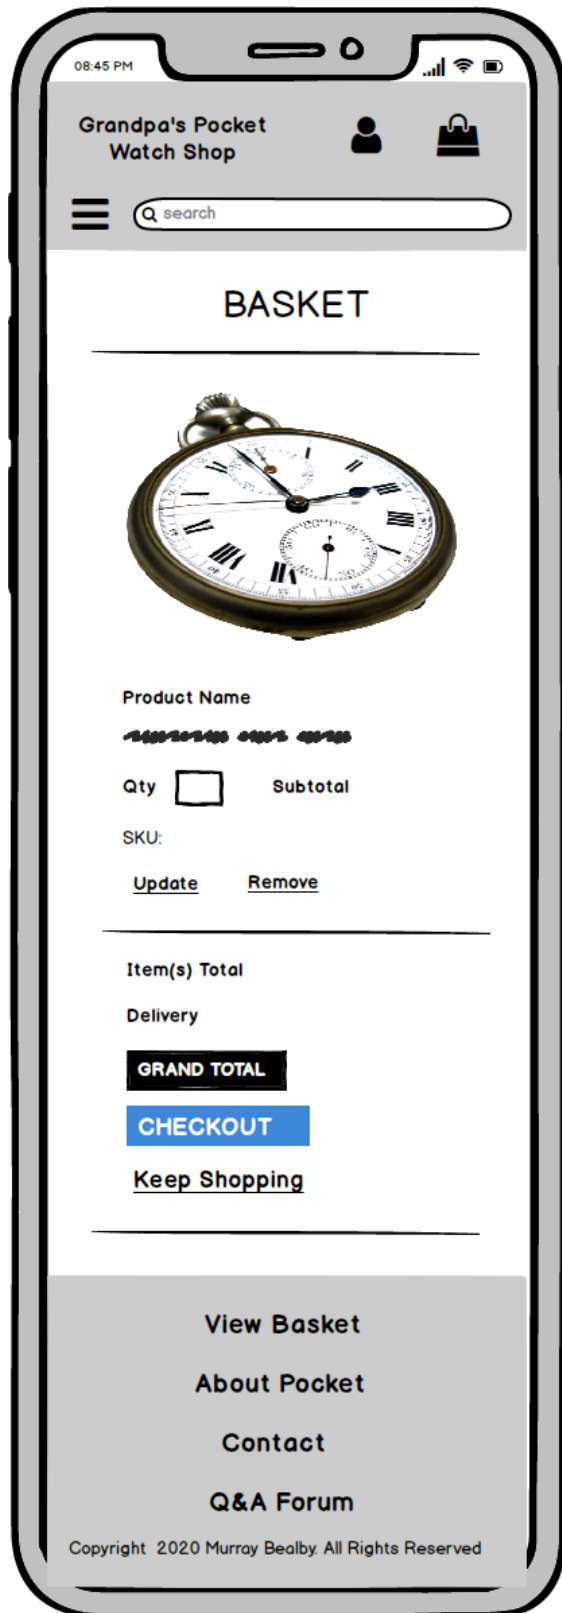 08:45 PM
Grandpa's Pocket
Watch Shop
search
BASKET
60
Product Name
Qty
Subtotal
SKU:
Update
Remove
Item(s) Total
Delivery
GRAND TOTAL
CHECKOUT
Keep Shopping
View Basket
About Pocket
Contact
Q&A Forum
Copyright 2020 Murray Bealby. All Rights Reserved